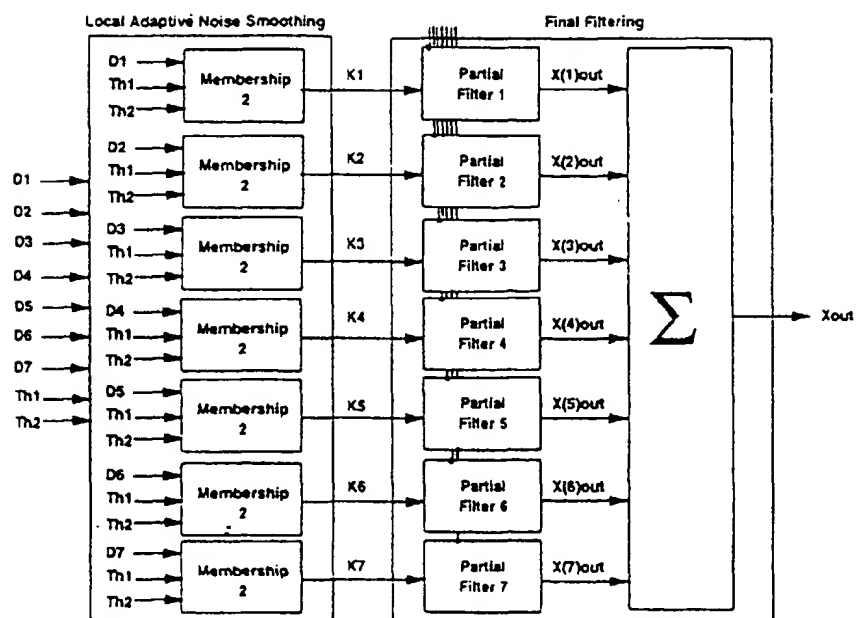 Local Adaptive Noise Smoothing
Final Filtering
D1
D2
D3
D4
D5
D6
D7
Th1
Th2
D1
Th1
Th2
Membership
2
K1
Partial
Filter 1
X(1)out
D2
Th1
Th2
Membership
2
K2
Partial
Filter 2
X(2)out
D3
Th1
Th2
Membership
2
K3
Partial
Filter 3
X(3)out
D4
Th1
Th2
Membership
2
K4
Partial
Filter 4
X(4)out
D5
Th1
Th2
Membership
2
K5
Partial
Filter 5
X(5)out
D6
Th1
Th2
Membership
2
K6
Partial
Filter 6
X(6)out
D7
Th1
Th2
Membership
2
K7
Partial
Filter 7
X(7)out
Σ
Xout